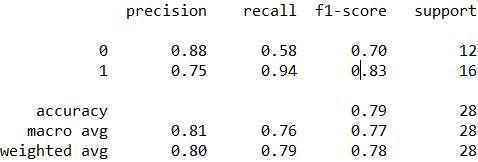 precision recall f1-score support
0 0.88 0.58 0.70 12
1 0.75 0.94 0.83 16
accuracy 0.79 28
macro avg 0.81 0.76 0.77 28
weighted avg 0.80 0.79 0.78 28